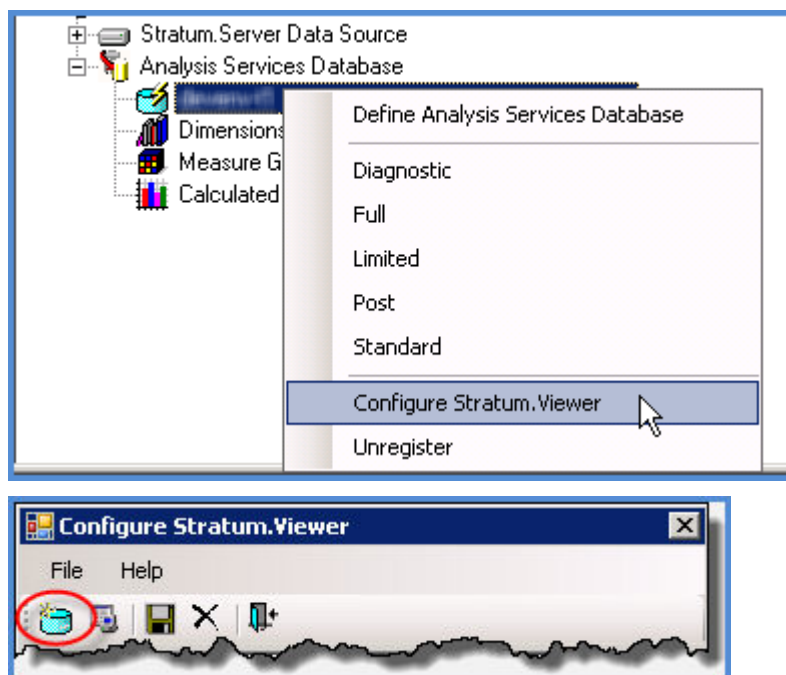 Stratum.Server Data Source
Analysis Services Database
Define Analysis Services Database
Dimensions
Diagnostic
Measure G
Full
Calculated
Limited
Post
Standard
Configure Stratum.Viewer
Unregister
Configure Stratum.Viewer
File Help